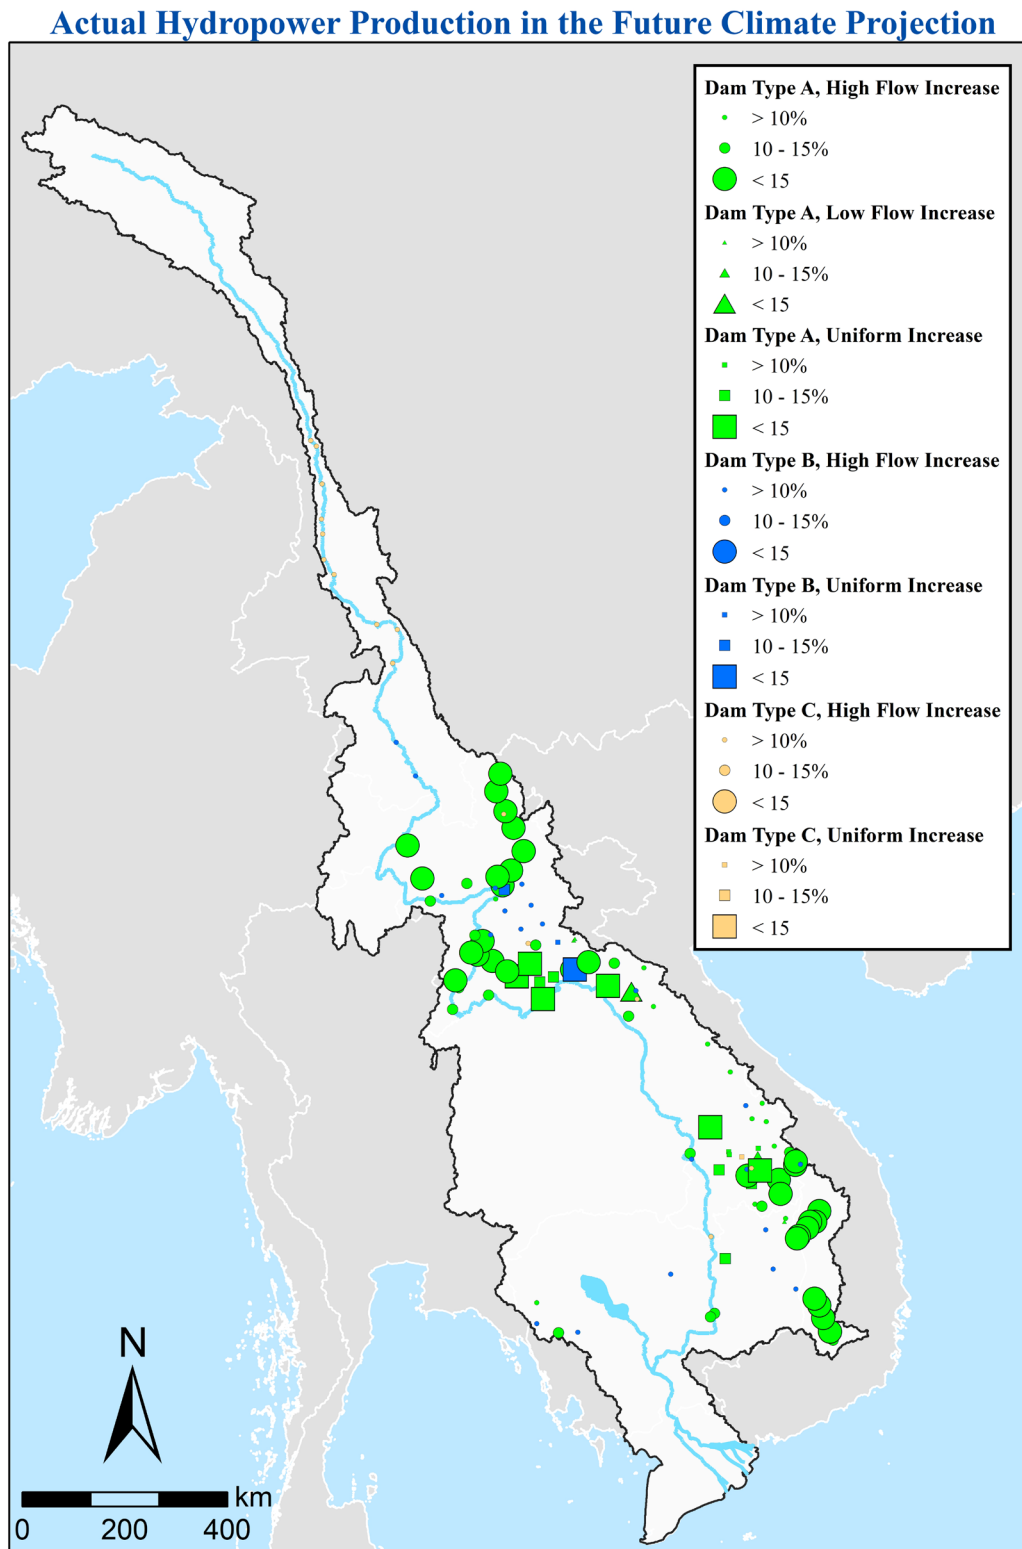 Actual Hydropower Production in the Future Climate Projection
Dam Type A, High Flow Increase
> 10%
10 - 15%
< 15
Dam Type A, Low Flow Increase
> 10%
10 - 15%
< 15
Dam Type A, Uniform Increase
> 10%
10 - 15%
< 15
Dam Type B, High Flow Increase
> 10%
10 - 15%
< 15
Dam Type B, Uniform Increase
> 10%
10 - 15%
< 15
Dam Type C, High Flow Increase
> 10%
10 - 15%
< 15
Dam Type C, Uniform Increase
> 10%
10 - 15%
< 15
N
km
0 200 400